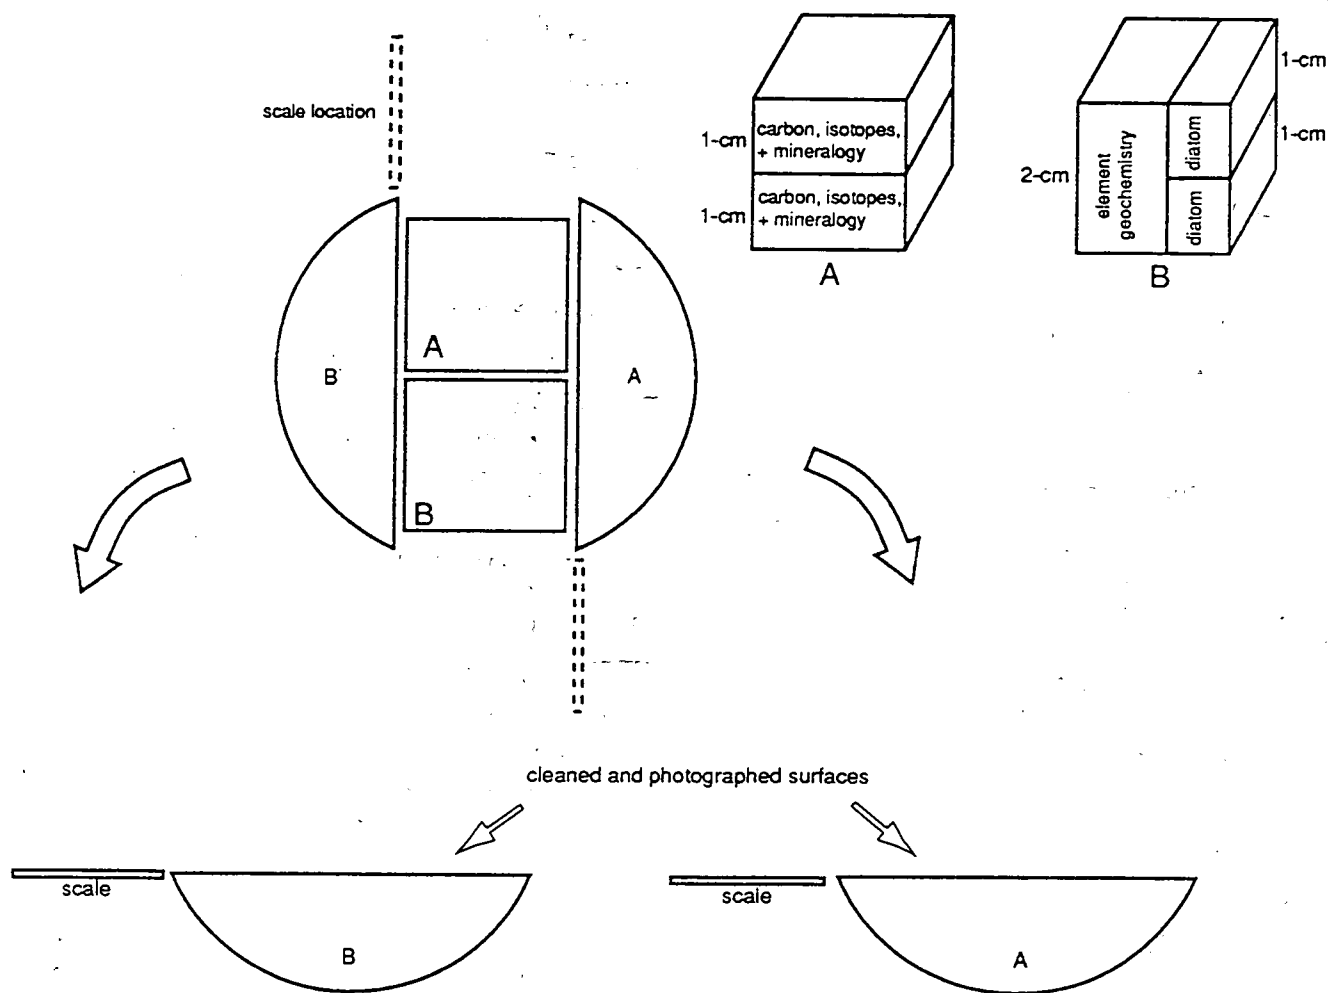 scale location
1-cm
carbon, isotopes,
+ mineralogy
1-cm
carbon, isotopes,
+ mineralogy
A
2-cm
element
geochemistry
diatom
diatom
1-cm
1-cm
B
B
A
A
B
cleaned and photographed surfaces
scale
B
scale
A